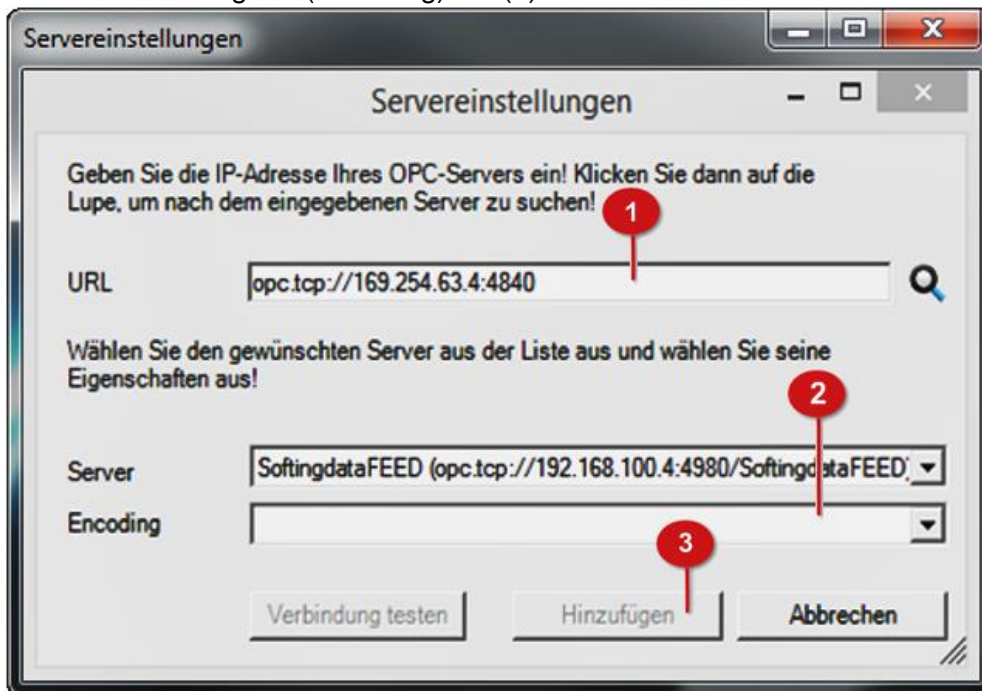 Servereinstellungen
Servereinstellungen
Geben Sie die IP-Adresse Ihres OPC-Servers ein! Klicken Sie dann auf die
Lupe, um nach dem eingegebenen Server zu suchen!
1
URL opc.tcp://169.254.63.4:4840
Wählen Sie den gewünschten Server aus der Liste aus und wählen Sie seine
Eigenschaften aus!
2
Server SoftingdataFEED (opc.tcp://192.168.100.4:4980/SoftingdataFEED)
Encoding
3
Verbindung testen Hinzufügen Abbrechen